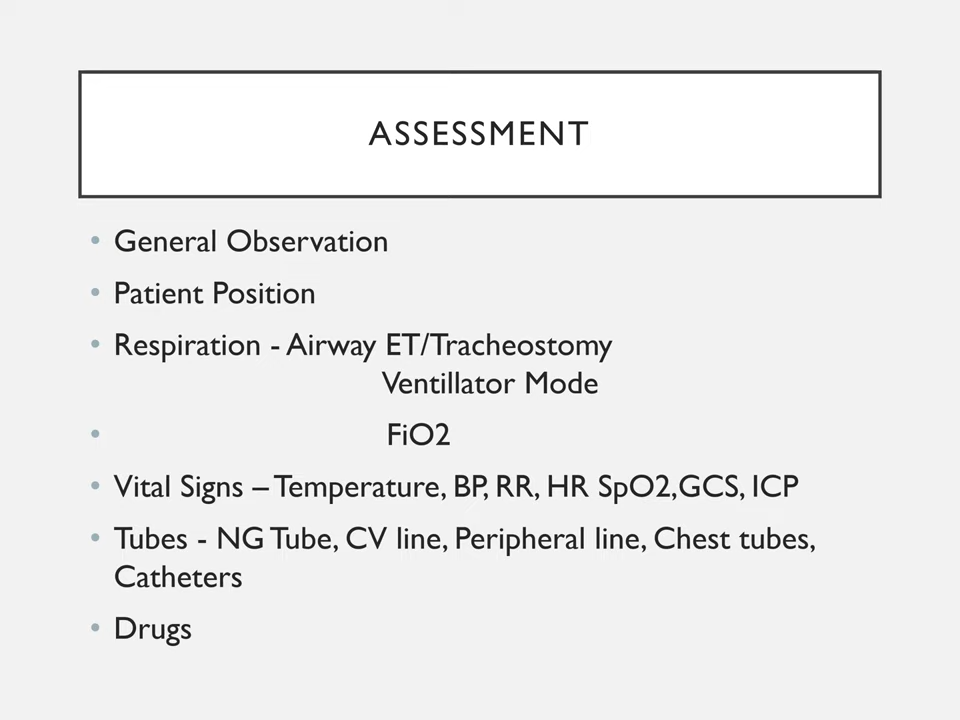 ASSESSMENT
• General Observation
• Patient Position
• Respiration - Airway ET/Tracheostomy
Ventillator Mode
• FiO2
• Vital Signs – Temperature, BP, RR, HR SpO2,GCS, ICP
• Tubes - NG Tube, CV line, Peripheral line, Chest tubes,
Catheters
• Drugs